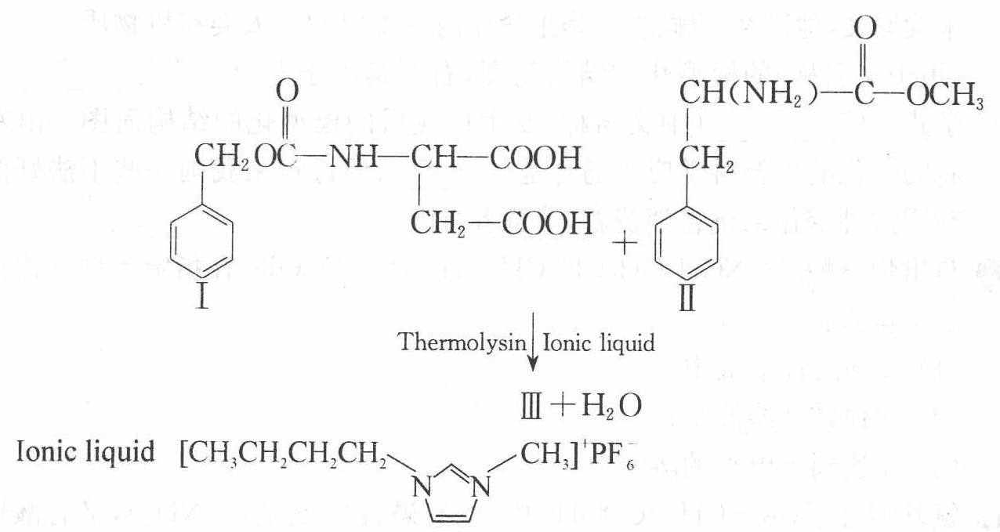 O
CH(NH₂)—C—OCH₃
O
CH₂OC—NH—CH—COOH
CH₂
CH₂—COOH
+
Ⅰ
Ⅱ
Thermolysin Ionic liquid
Ⅲ+H₂O
Ionic liquid [CH₃CH₂CH₂CH₂ CH₃]⁺PF₆⁻
N N